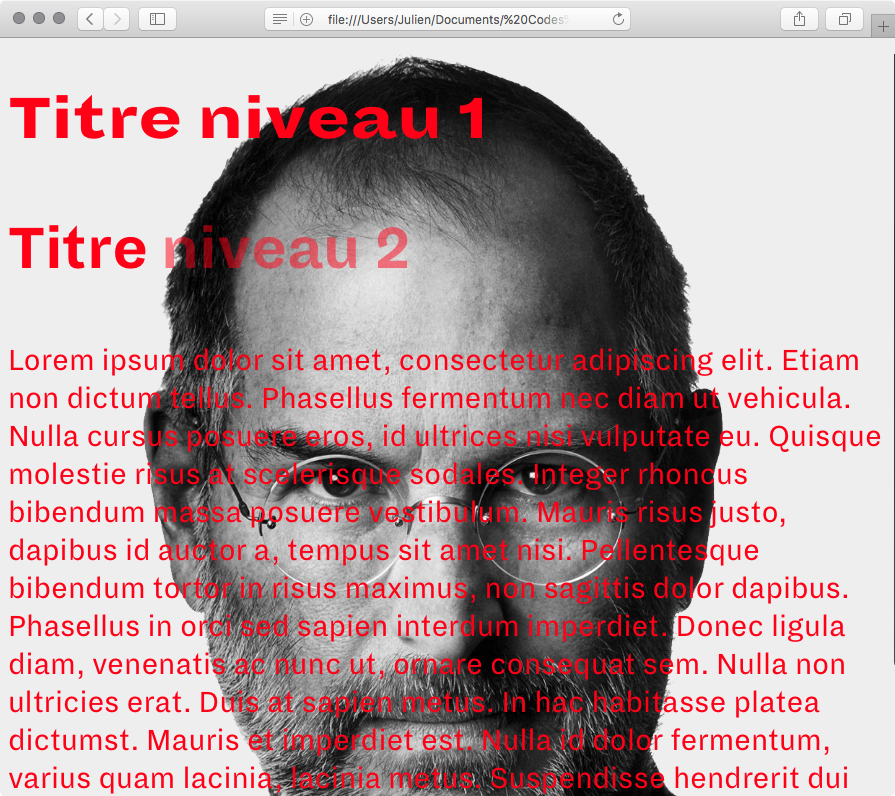 file:///Users/Julien/Documents/%20Codes%
Titre niveau 1
Titre niveau 2
Lorem ipsum dolor sit amet, consectetur adipiscing elit. Etiam
non dictum tellus. Phasellus fermentum nec diam ut vehicula.
Nulla cursus posuere eros, id ultrices nisi vulputate eu. Quisque
molestie risus at scelerisque sodales. Integer rhoncus
bibendum massa posuere vestibulum. Mauris risus justo,
dapibus id auctor a, tempus sit amet nisi. Pellentesque
bibendum tortor in risus maximus, non sagittis dolor dapibus.
Phasellus in orci sed sapien interdum imperdiet. Donec ligula
diam, venenatis ac nunc ut, ornare consequat sem. Nulla non
ultricies erat. Duis at sapien metus. In hac habitasse platea
dictumst. Mauris et imperdiet est. Nulla id dolor fermentum,
varius quam lacinia, lacinia metus. Suspendisse hendrerit dui